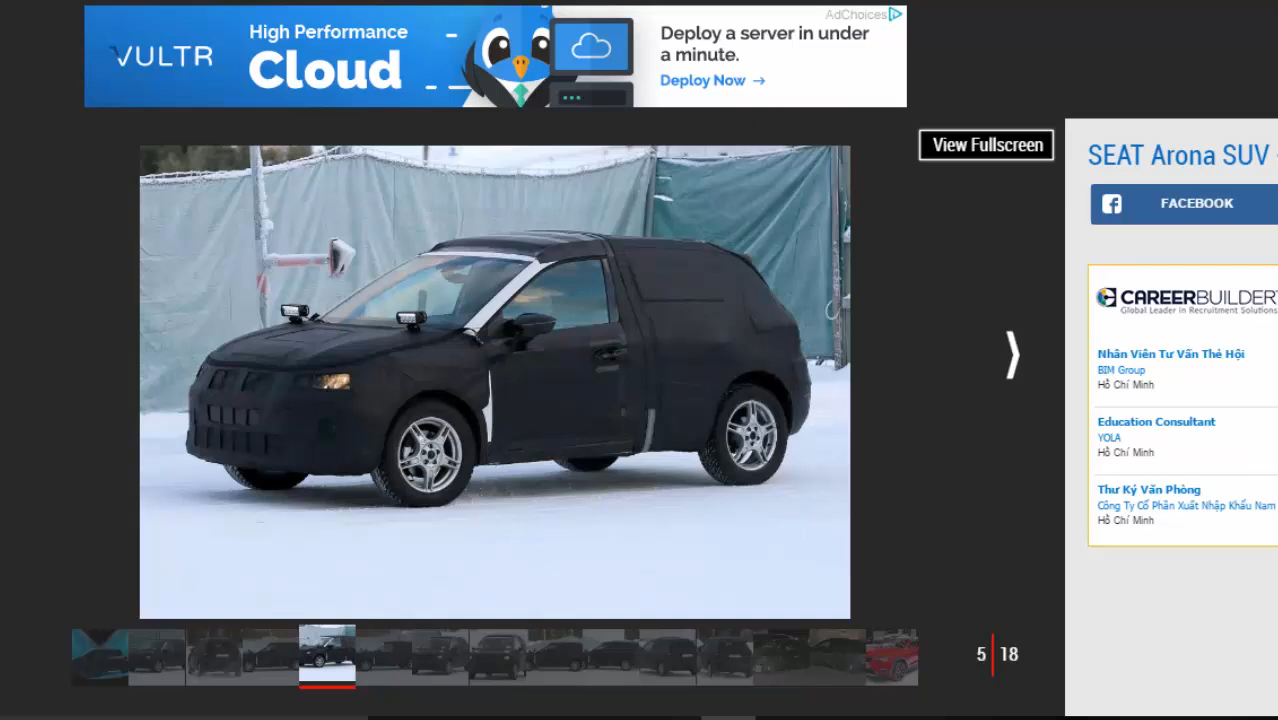 AdChoices
VULTR
High Performance
Cloud
Deploy a server in under
a minute.
Deploy Now →
View Fullscreen
SEAT Arona SUV
FACEBOOK
CAREERBUILDER
Global Leader in Recruitment Solutions
Nhân Viên Tư Vấn Thẻ Hội
BIM Group
Hồ Chí Minh
Education Consultant
YOLA
Hồ Chí Minh
Thư Ký Văn Phòng
Công Ty Cổ Phần Xuất Nhập Khẩu Nam
Hồ Chí Minh
5 18